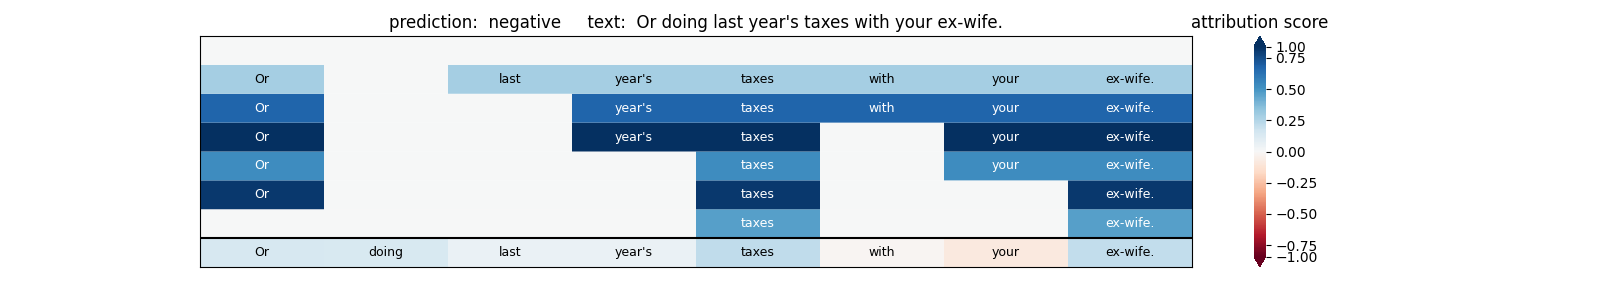 prediction:  negative     text:  Or doing last year's taxes with your ex-wife.
attribution score
Or last year's taxes with your ex-wife.
Or year's taxes with your ex-wife.
Or year's taxes your ex-wife.
Or taxes your ex-wife.
Or taxes ex-wife.
taxes ex-wife.
Or doing last year's taxes with your ex-wife.
1.00
0.75
0.50
0.25
0.00
−0.25
−0.50
−0.75
−1.00